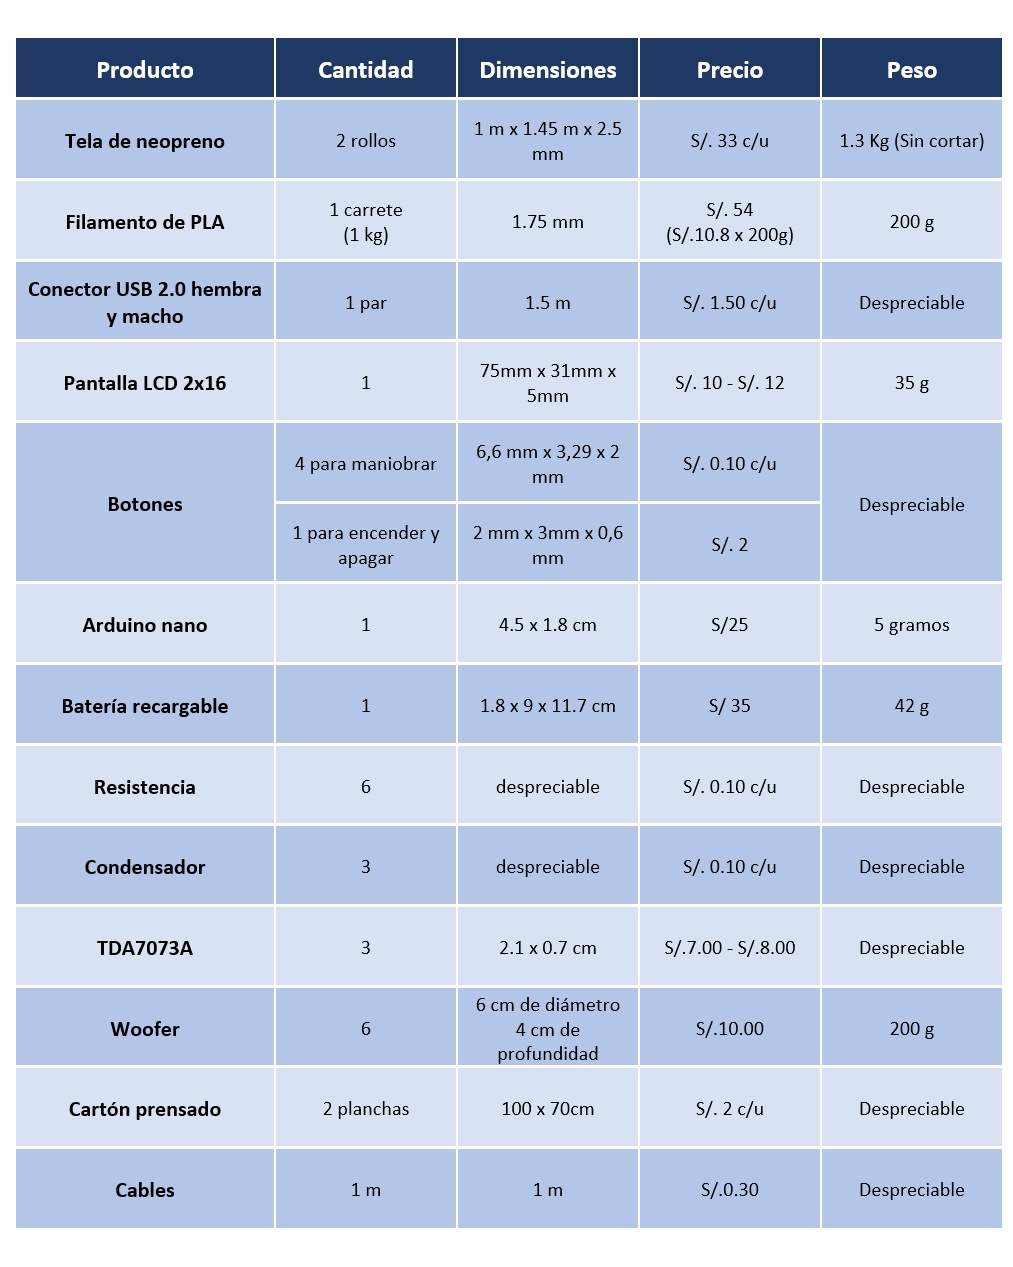 Producto Cantidad Dimensiones Precio Peso
Tela de neopreno
2 rollos
1 m x 1.45 m x 2.5
mm
S/. 33 c/u
1.3 Kg (Sin cortar)
Filamento de PLA
1 carrete
(1 kg)
1.75 mm
S/. 54
(S/.10.8 x 200g)
200 g
Conector USB 2.0 hembra
y macho
1 par
1.5 m
S/. 1.50 c/u
Despreciable
Pantalla LCD 2x16
1
75mm x 31mm x
5mm
S/. 10 - S/. 12
35 g
Botones
4 para maniobrar
6,6 mm x 3,29 x 2
mm
S/. 0.10 c/u
Despreciable
1 para encender y
apagar
2 mm x 3mm x 0,6
mm
S/. 2
Arduino nano
1
4.5 x 1.8 cm
S/25
5 gramos
Batería recargable
1
1.8 x 9 x 11.7 cm
S/ 35
42 g
Resistencia
6
despreciable
S/. 0.10 c/u
Despreciable
Condensador
3
despreciable
S/. 0.10 c/u
Despreciable
TDA7073A
3
2.1 x 0.7 cm
S/.7.00 - S/.8.00
Despreciable
Woofer
6
6 cm de diámetro
4 cm de
profundidad
S/.10.00
200 g
Cartón prensado
2 planchas
100 x 70cm
S/. 2 c/u
Despreciable
Cables
1 m
1 m
S/.0.30
Despreciable